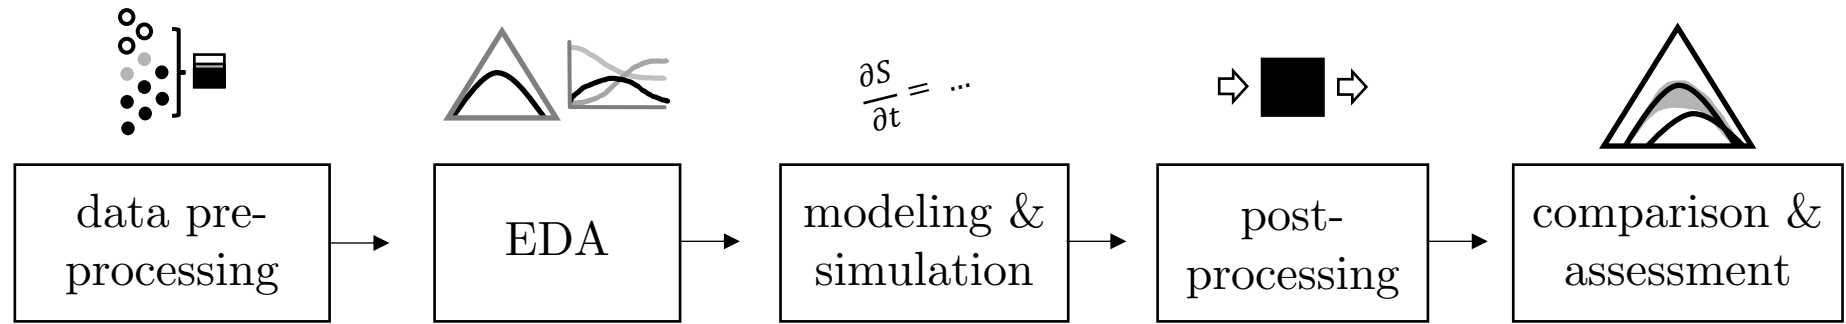 ∂S/∂t = ...
data pre-
processing
EDA
modeling &
simulation
post-
processing
comparison &
assessment